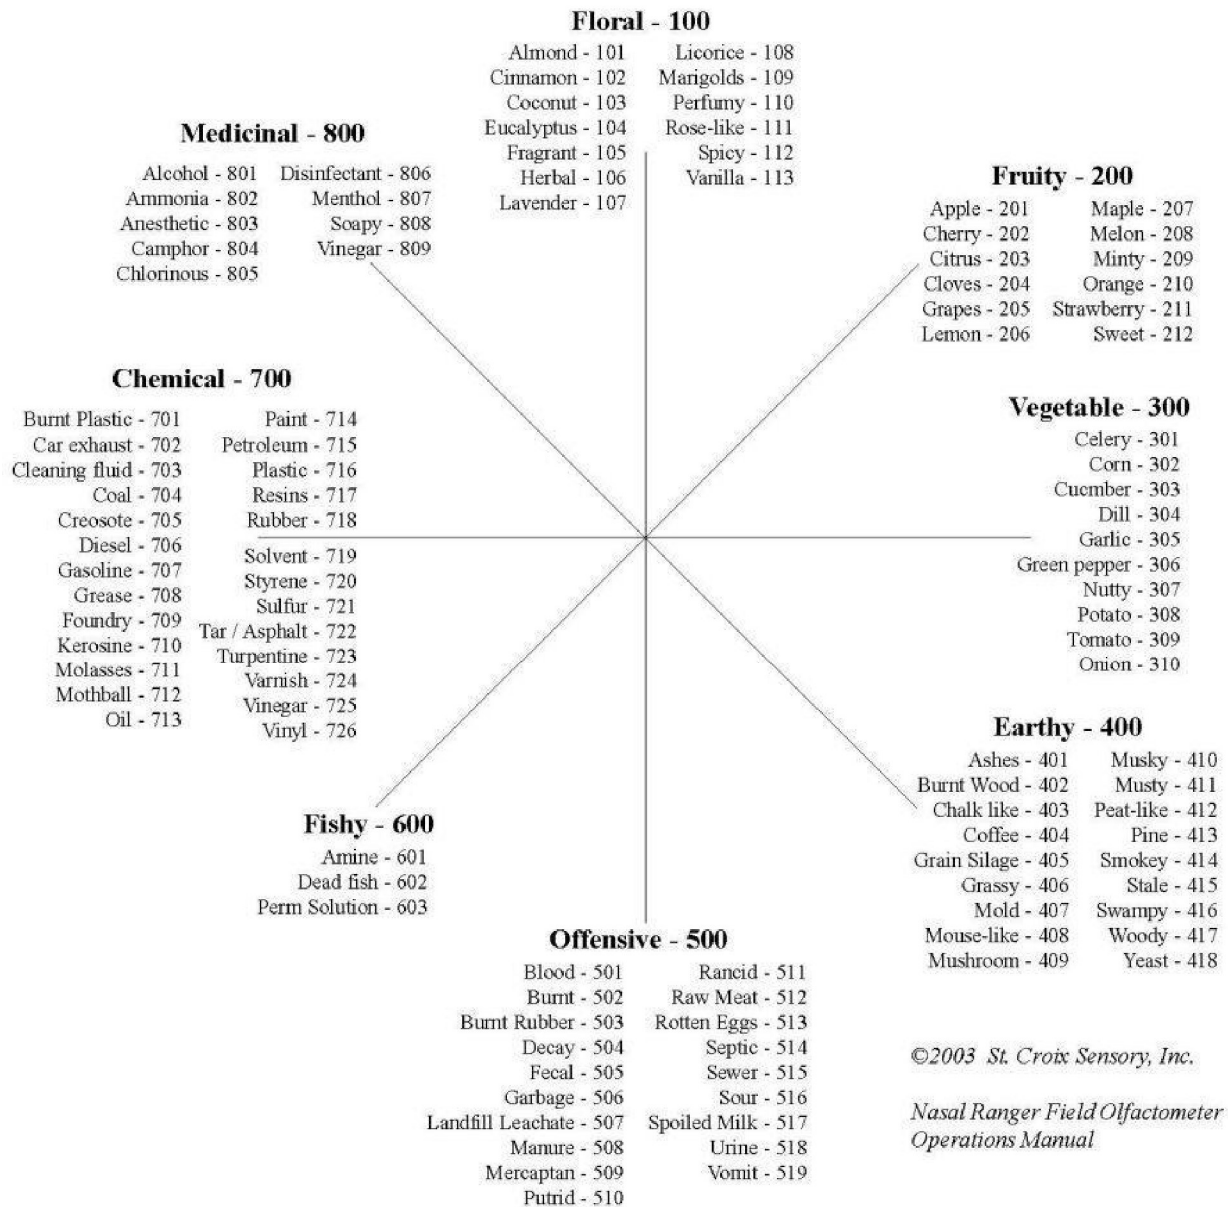 Floral - 100
Almond - 101
Cinnamon - 102
Coconut - 103
Eucalyptus - 104
Fragrant - 105
Herbal - 106
Lavender - 107
Licorice - 108
Marigolds - 109
Perfumy - 110
Rose-like - 111
Spicy - 112
Vanilla - 113
Fruity - 200
Apple - 201
Cherry - 202
Citrus - 203
Cloves - 204
Grapes - 205
Lemon - 206
Maple - 207
Melon - 208
Minty - 209
Orange - 210
Strawberry - 211
Sweet - 212
Vegetable - 300
Celery - 301
Corn - 302
Cucmber - 303
Dill - 304
Garlic - 305
Green pepper - 306
Nutty - 307
Potato - 308
Tomato - 309
Onion - 310
Earthy - 400
Ashes - 401
Burnt Wood - 402
Chalk like - 403
Coffee - 404
Grain Silage - 405
Grassy - 406
Mold - 407
Mouse-like - 408
Mushroom - 409
Musky - 410
Musty - 411
Peat-like - 412
Pine - 413
Smokey - 414
Stale - 415
Swampy - 416
Woody - 417
Yeast - 418
Offensive - 500
Blood - 501
Burnt - 502
Burnt Rubber - 503
Decay - 504
Fecal - 505
Garbage - 506
Landfill Leachate - 507
Manure - 508
Mercaptan - 509
Putrid - 510
Rancid - 511
Raw Meat - 512
Rotten Eggs - 513
Septic - 514
Sewer - 515
Sour - 516
Spoiled Milk - 517
Urine - 518
Vomit - 519
Fishy - 600
Amine - 601
Dead fish - 602
Perm Solution - 603
Chemical - 700
Burnt Plastic - 701
Car exhaust - 702
Cleaning fluid - 703
Coal - 704
Creosote - 705
Diesel - 706
Gasoline - 707
Grease - 708
Foundry - 709
Kerosine - 710
Molasses - 711
Mothball - 712
Oil - 713
Paint - 714
Petroleum - 715
Plastic - 716
Resins - 717
Rubber - 718
Solvent - 719
Styrene - 720
Sulfur - 721
Tar / Asphalt - 722
Turpentine - 723
Varnish - 724
Vinegar - 725
Vinyl - 726
Medicinal - 800
Alcohol - 801
Ammonia - 802
Anesthetic - 803
Camphor - 804
Chlorinous - 805
Disinfectant - 806
Menthol - 807
Soapy - 808
Vinegar - 809
©2003 St. Croix Sensory, Inc.
Nasal Ranger Field Olfactometer
Operations Manual